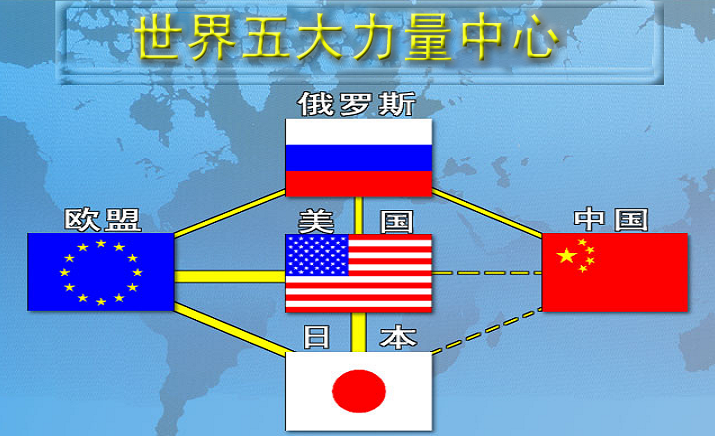 世界五大力量中心
俄罗斯
欧盟
美国
中国
日本